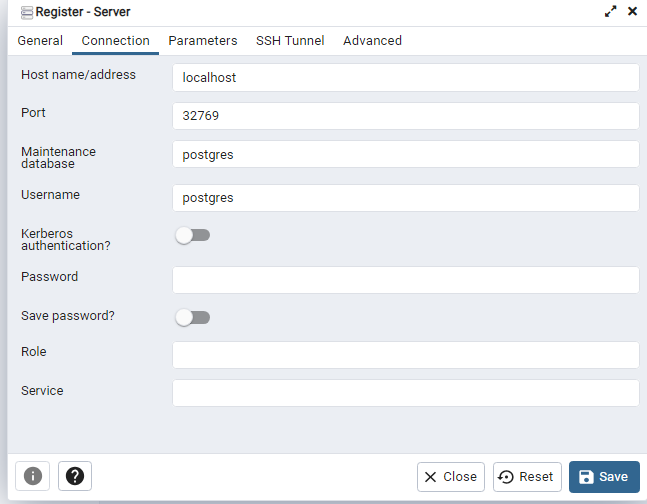 Register - Server
General Connection Parameters SSH Tunnel Advanced
Host name/address localhost
Port 32769
Maintenance
database postgres
Username postgres
Kerberos
authentication?
Password
Save password?
Role
Service
Close Reset Save